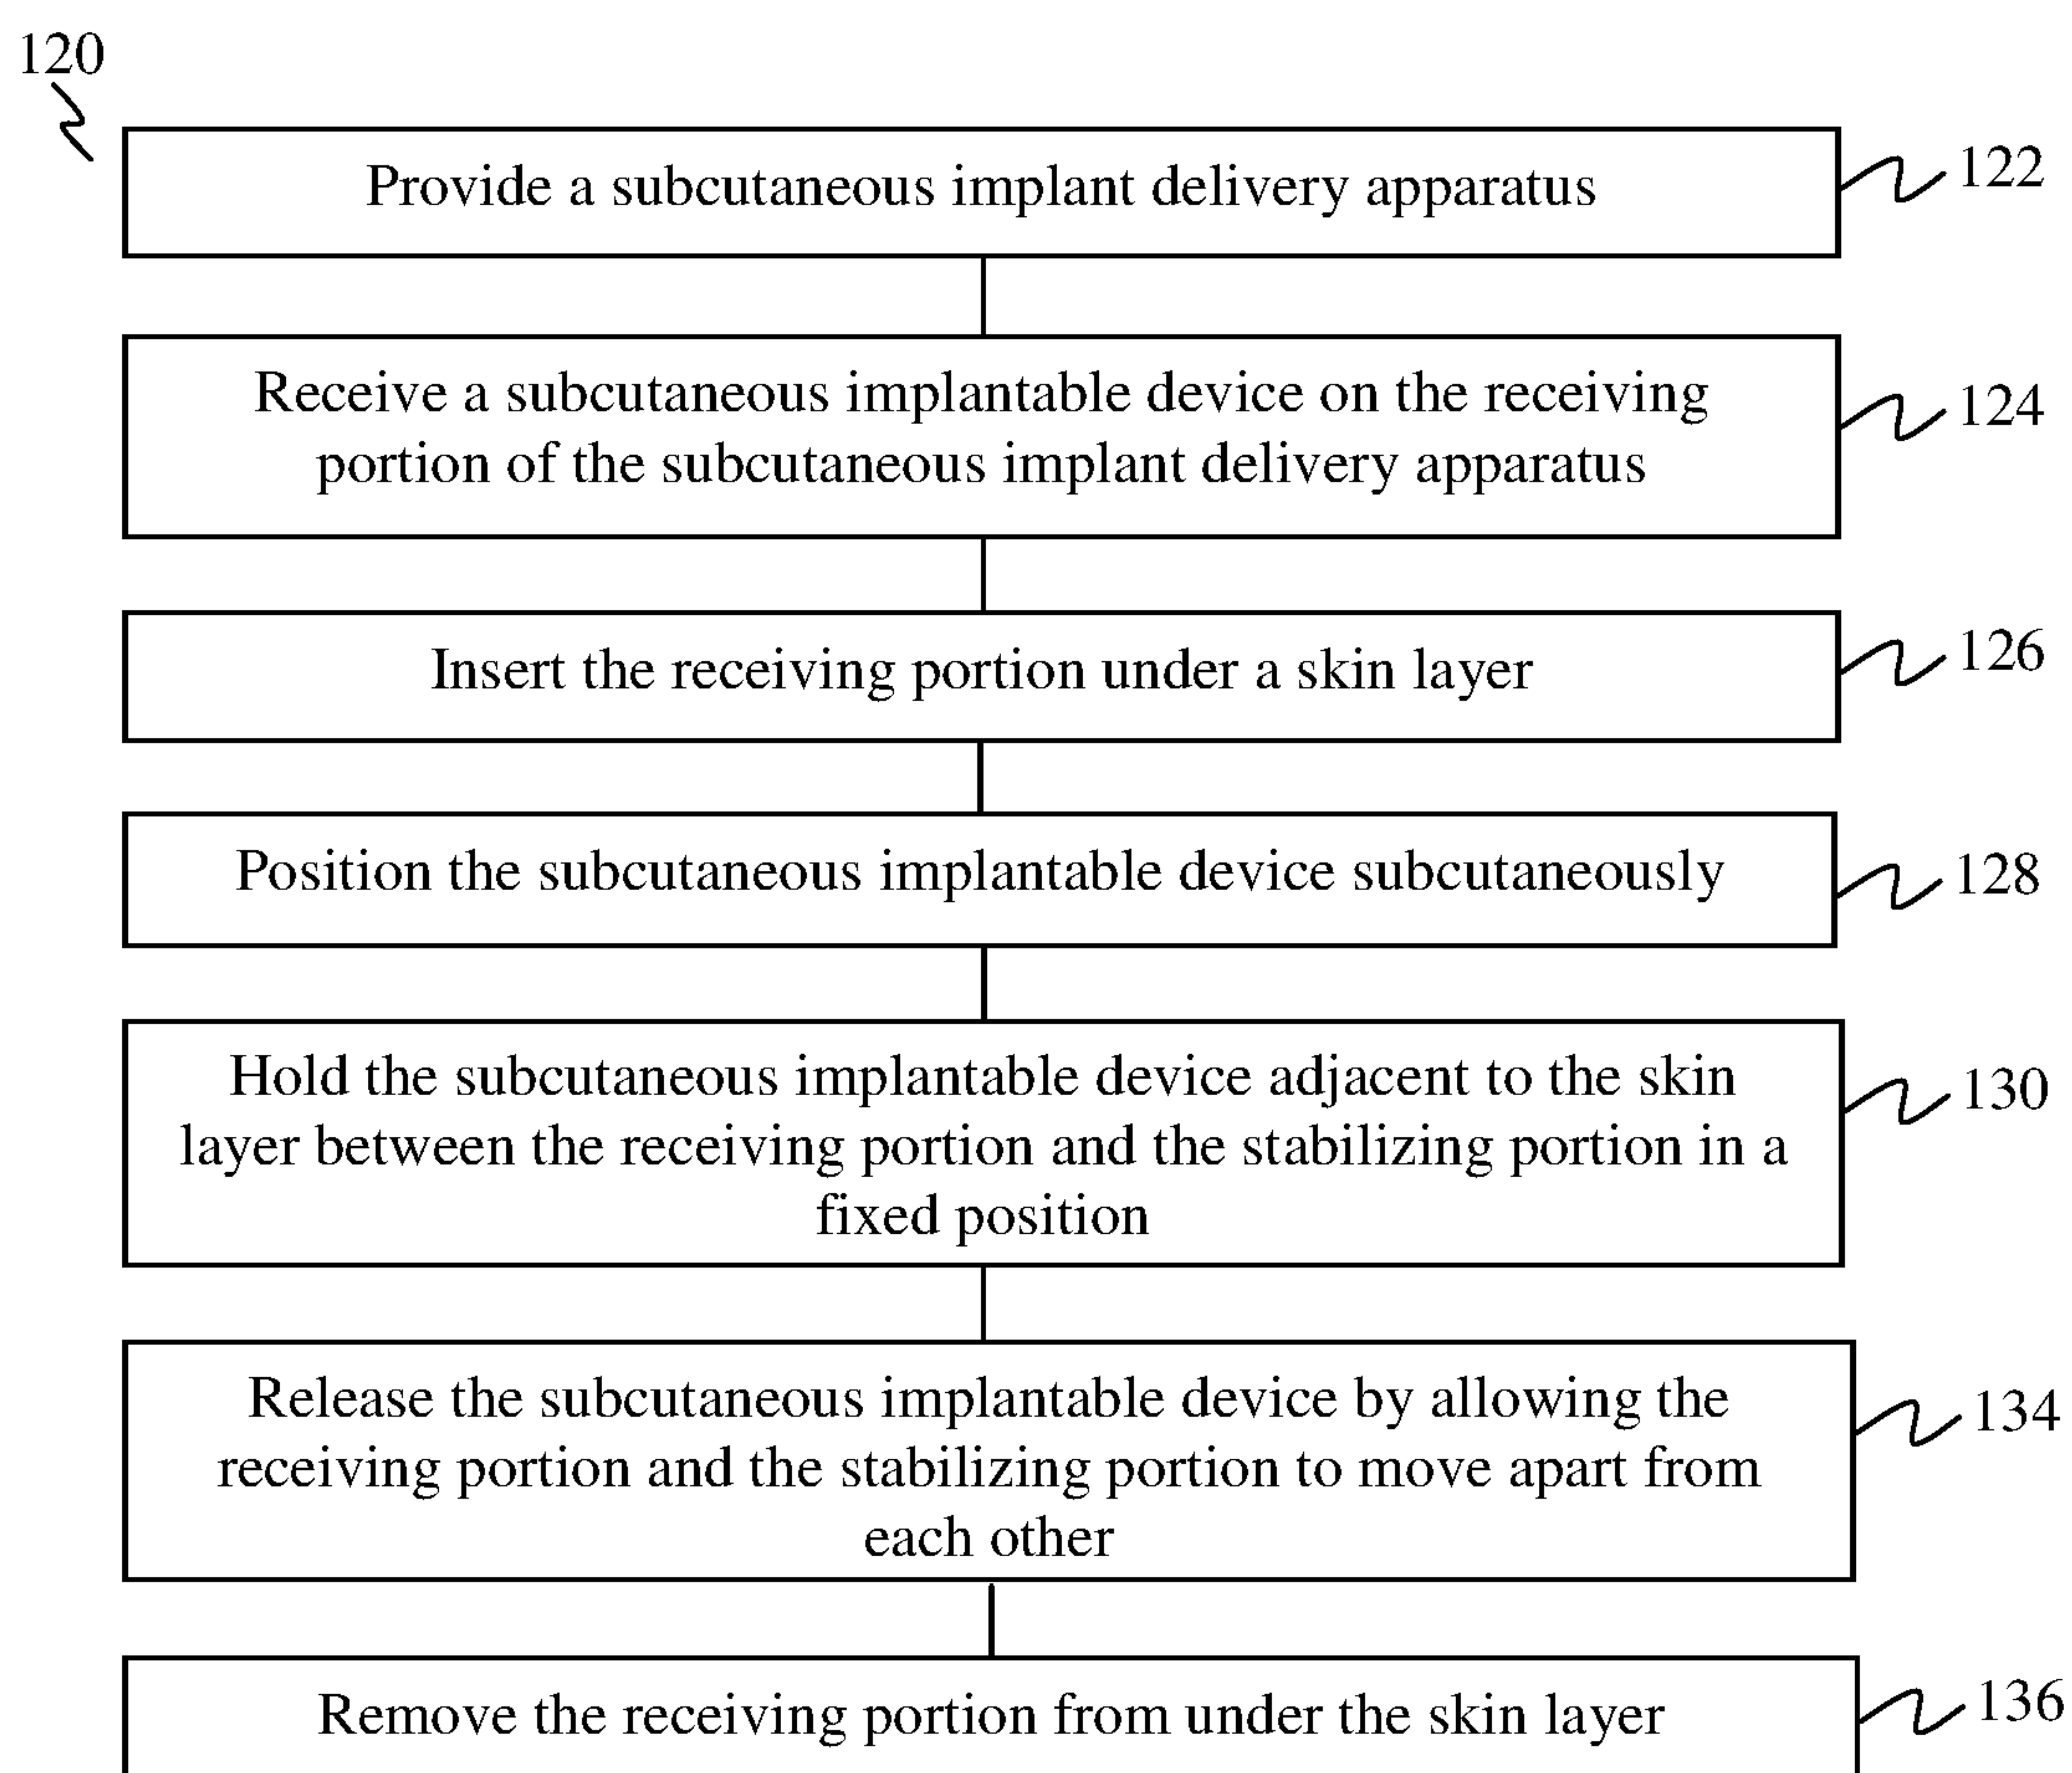 120
Provide a subcutaneous implant delivery apparatus
122
Receive a subcutaneous implantable device on the receiving
portion of the subcutaneous implant delivery apparatus
124
Insert the receiving portion under a skin layer
126
Position the subcutaneous implantable device subcutaneously
128
Hold the subcutaneous implantable device adjacent to the skin
layer between the receiving portion and the stabilizing portion in a
fixed position
130
Release the subcutaneous implantable device by allowing the
receiving portion and the stabilizing portion to move apart from
each other
134
Remove the receiving portion from under the skin layer
136